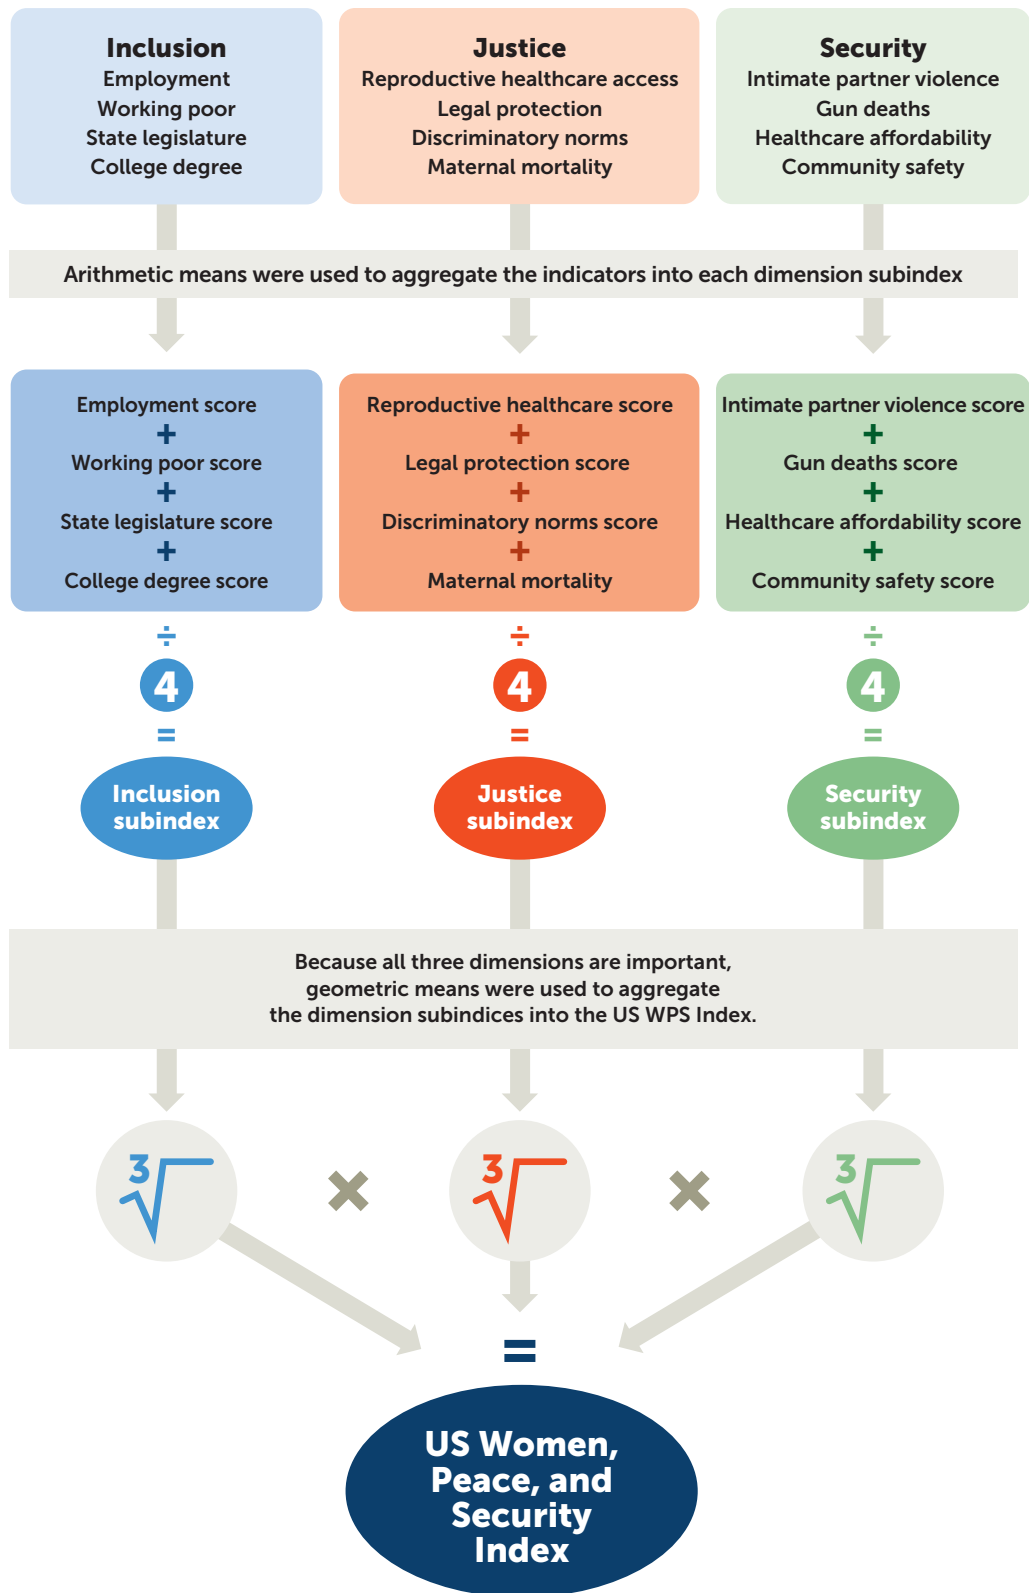 Inclusion
Employment
Working poor
State legislature
College degree
Justice
Reproductive healthcare access
Legal protection
Discriminatory norms
Maternal mortality
Security
Intimate partner violence
Gun deaths
Healthcare affordability
Community safety
Arithmetic means were used to aggregate the indicators into each dimension subindex
Employment score
+
Working poor score
+
State legislature score
+
College degree score
÷
4
=
Inclusion
subindex
Reproductive healthcare score
+
Legal protection score
+
Discriminatory norms score
+
Maternal mortality
÷
4
=
Justice
subindex
Intimate partner violence score
+
Gun deaths score
+
Healthcare affordability score
+
Community safety score
÷
4
=
Security
subindex
Because all three dimensions are important,
geometric means were used to aggregate
the dimension subindices into the US WPS Index.
3√ × 3√ × 3√
=
US Women,
Peace, and
Security
Index